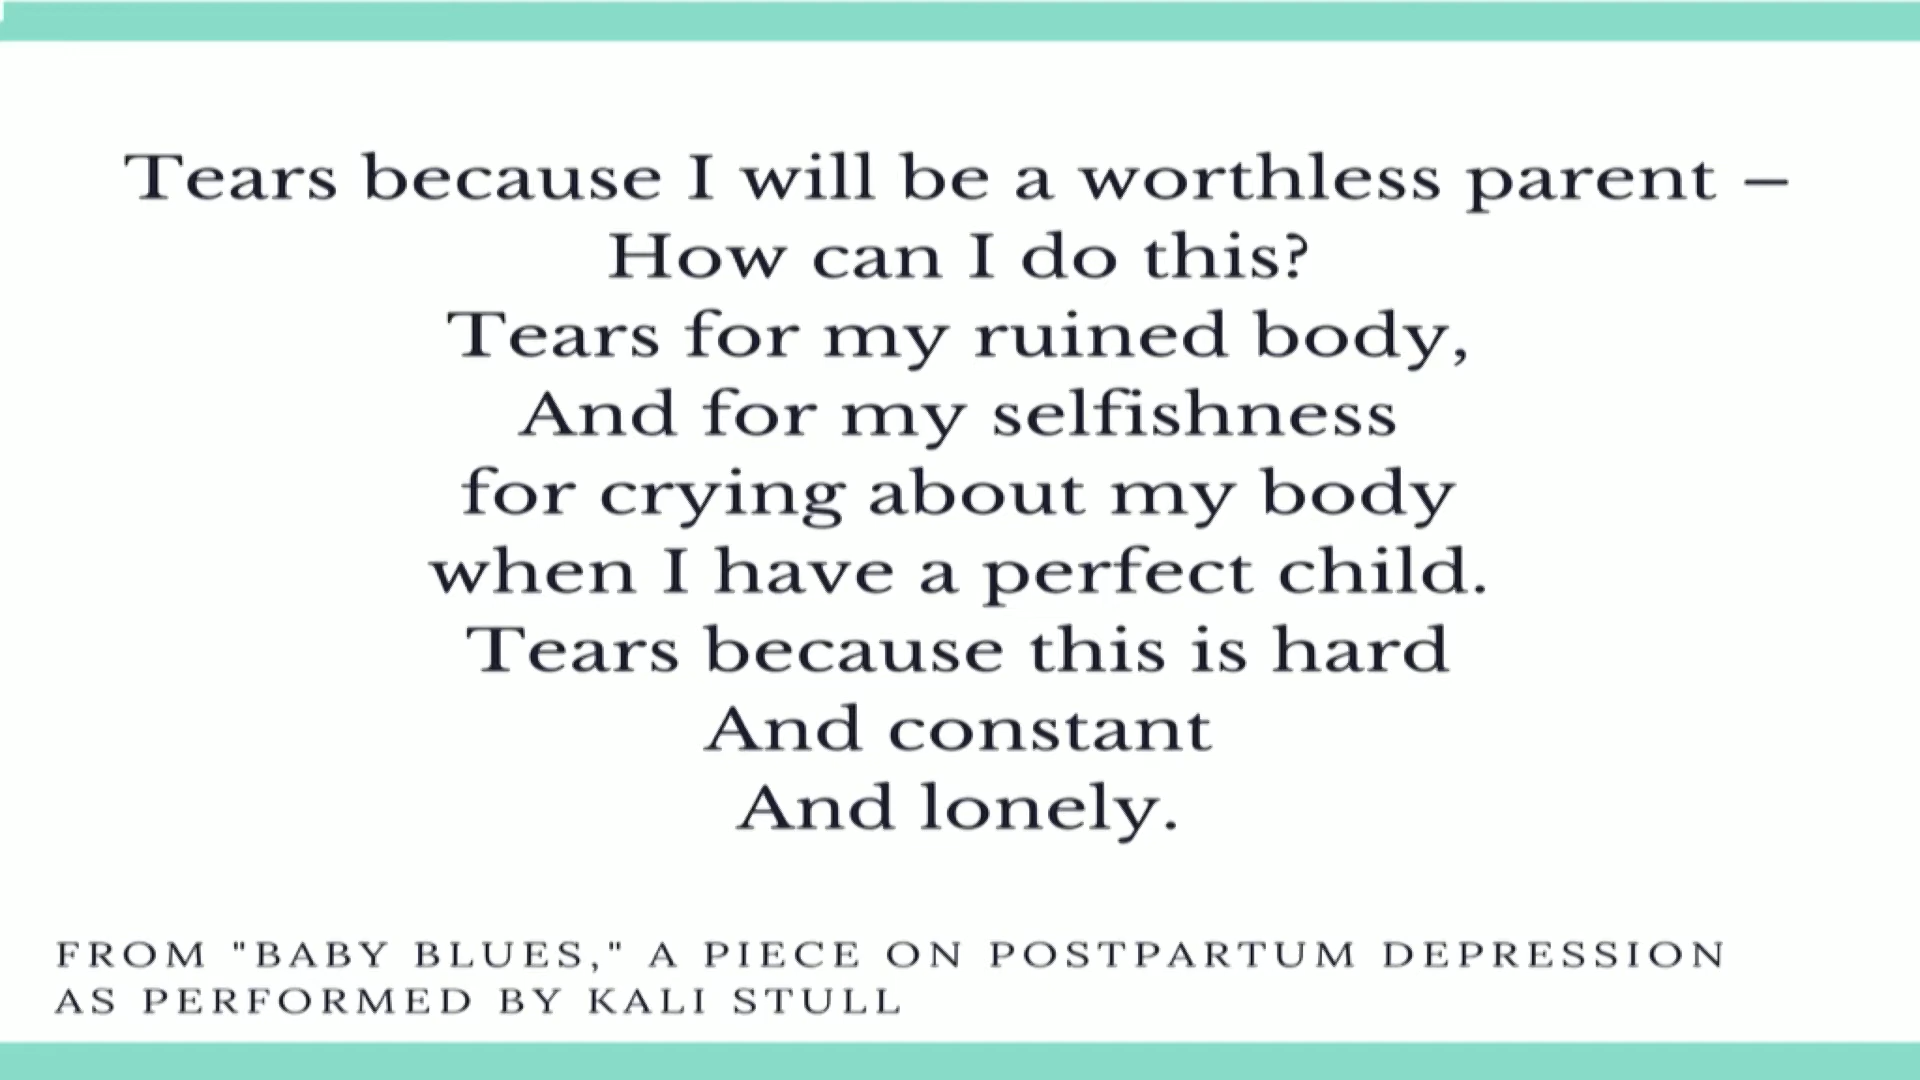 Tears because I will be a worthless parent –
How can I do this?
Tears for my ruined body,
And for my selfishness
for crying about my body
when I have a perfect child.
Tears because this is hard
And constant
And lonely.
FROM "BABY BLUES," A PIECE ON POSTPARTUM DEPRESSION
AS PERFORMED BY KALI STULL